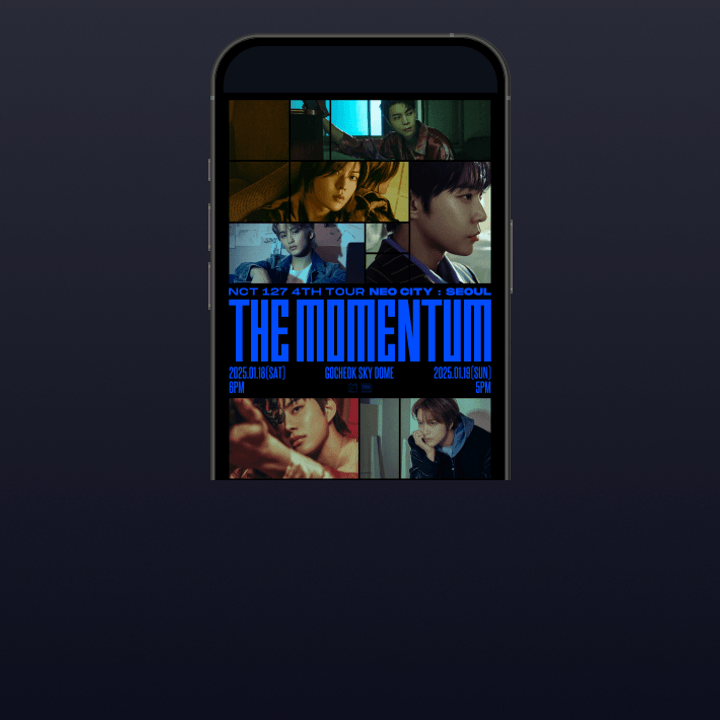 NCT 127 4TH TOUR NEO CITY : SEOUL
THE MOMENTUM
2025.01.18(SAT) GOCHEOK SKY DOME 2025.01.19(SUN)
6PM 5PM